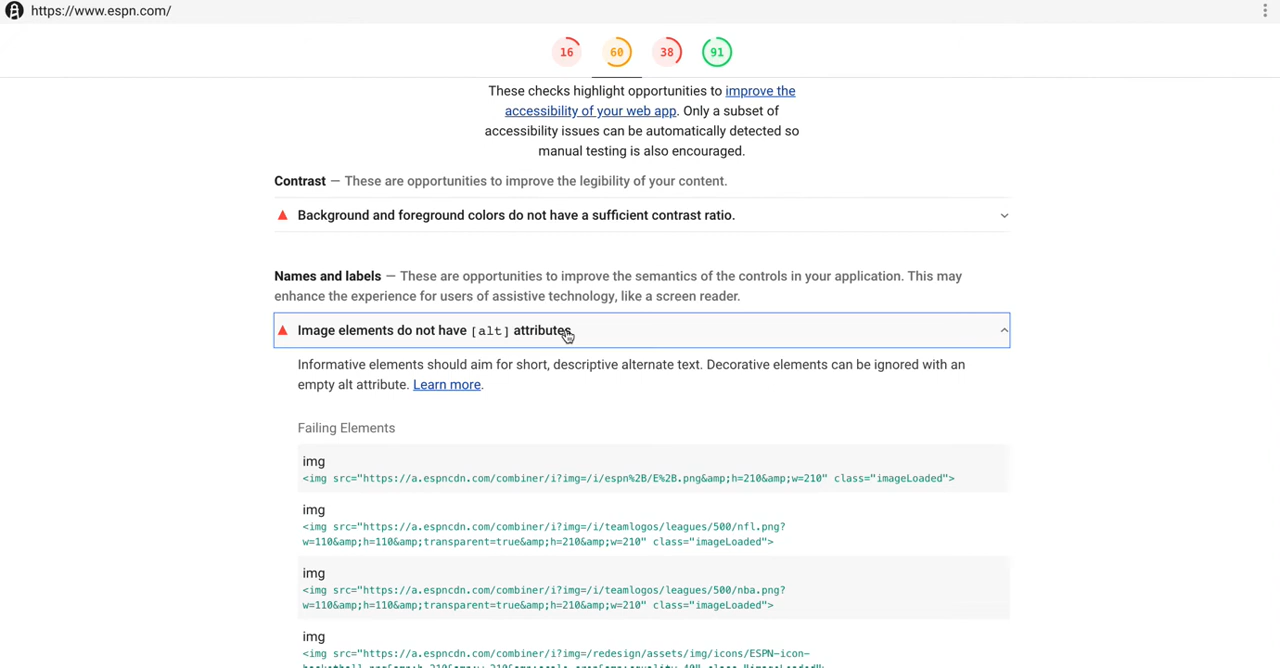 https://www.espn.com/
16 60 38 91
These checks highlight opportunities to improve the
accessibility of your web app. Only a subset of
accessibility issues can be automatically detected so
manual testing is also encouraged.
Contrast — These are opportunities to improve the legibility of your content.
Background and foreground colors do not have a sufficient contrast ratio.
Names and labels — These are opportunities to improve the semantics of the controls in your application. This may
enhance the experience for users of assistive technology, like a screen reader.
Image elements do not have [alt] attributes
Informative elements should aim for short, descriptive alternate text. Decorative elements can be ignored with an
empty alt attribute. Learn more.
Failing Elements
img
<img src="https://a.espncdn.com/combiner/i?img=/i/espn%2B/E%2B.png&amp;h=210&amp;w=210" class="imageLoaded">
img
<img src="https://a.espncdn.com/combiner/i?img=/i/teamlogos/leagues/500/nfl.png?
w=110&amp;h=110&amp;transparent=true&amp;h=210&amp;w=210" class="imageLoaded">
img
<img src="https://a.espncdn.com/combiner/i?img=/i/teamlogos/leagues/500/nba.png?
w=110&amp;h=110&amp;transparent=true&amp;h=210&amp;w=210" class="imageLoaded">
img
<img src="https://a.espncdn.com/combiner/i?img=/redesign/assets/img/icons/ESPN-icon-